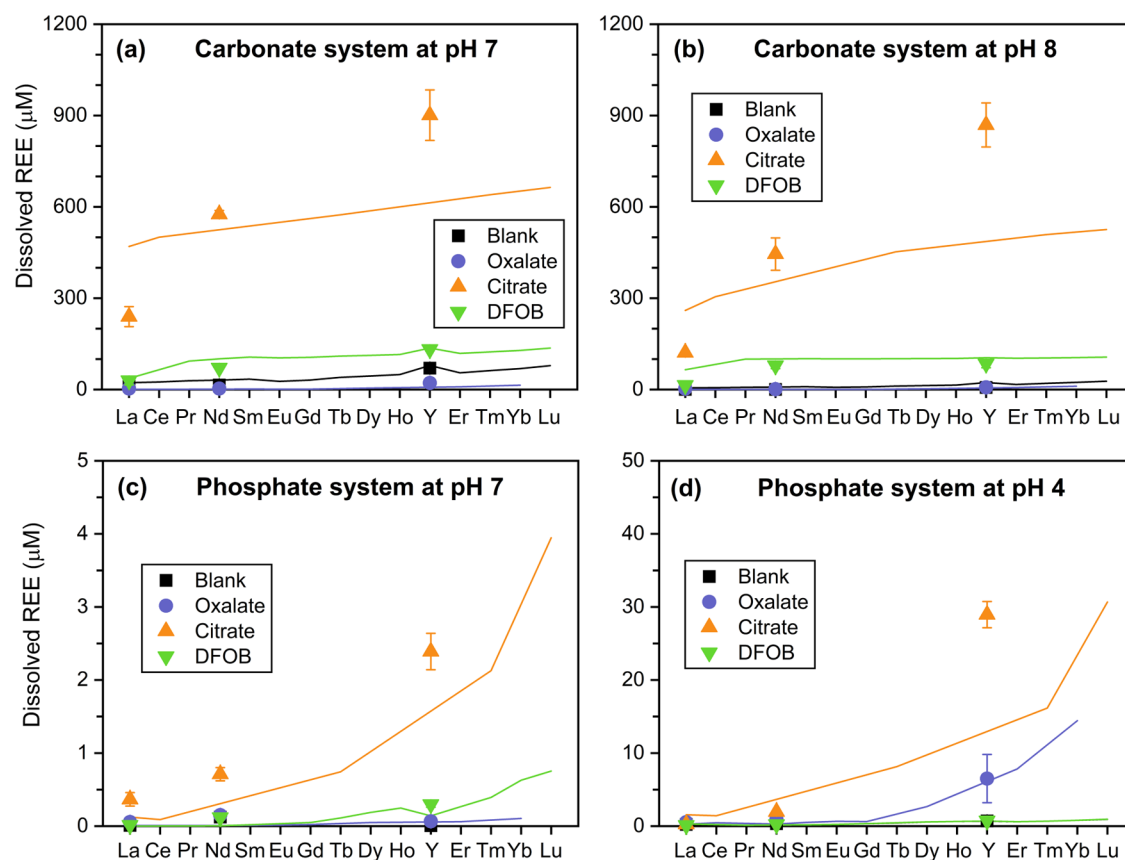 (a) Carbonate system at pH 7
1200
900
600
300
0
Dissolved REE (μM)
Blank
Oxalate
Citrate
DFOB
La Ce Pr Nd Sm Eu Gd Tb Dy Ho Y Er Tm Yb Lu
(b) Carbonate system at pH 8
1200
900
600
300
0
Blank
Oxalate
Citrate
DFOB
La Ce Pr Nd Sm Eu Gd Tb Dy Ho Y Er Tm Yb Lu
(c) Phosphate system at pH 7
5
4
3
2
1
0
Dissolved REE (μM)
Blank
Oxalate
Citrate
DFOB
La Ce Pr Nd Sm Eu Gd Tb Dy Ho Y Er Tm Yb Lu
(d) Phosphate system at pH 4
50
40
30
20
10
0
Blank
Oxalate
Citrate
DFOB
La Ce Pr Nd Sm Eu Gd Tb Dy Ho Y Er Tm Yb Lu